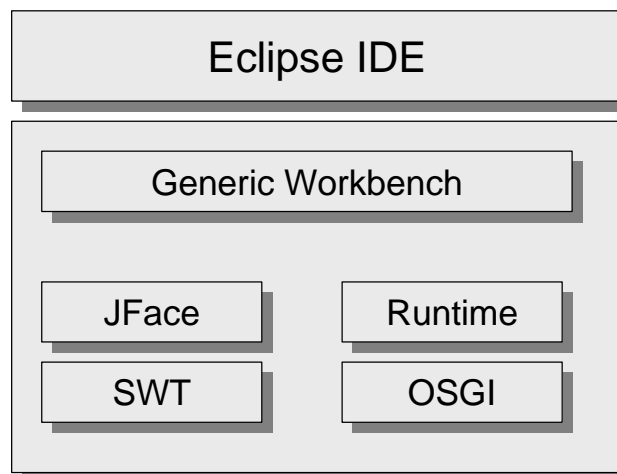 Eclipse IDE
Generic Workbench
JFace
Runtime
SWT
OSGI